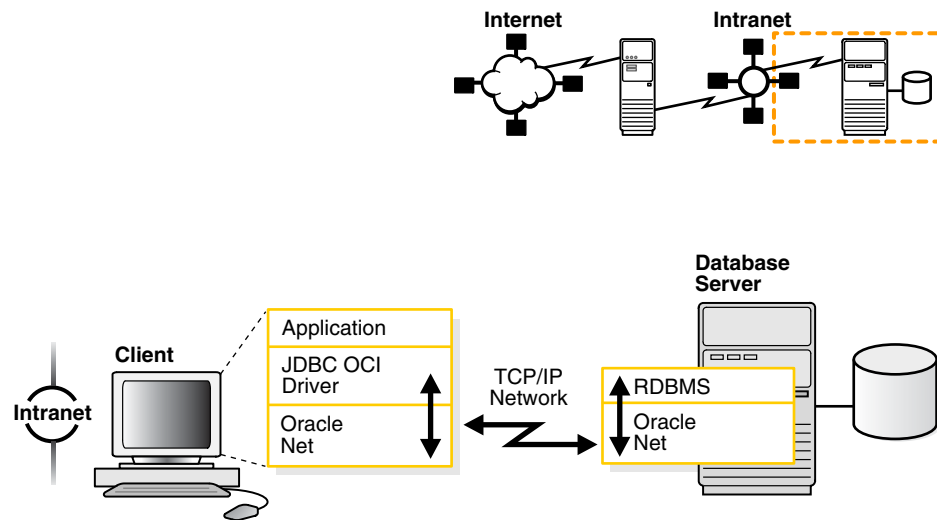 Internet
Intranet
Database
Server
Client
Intranet
Application
JDBC OCI
Driver
Oracle
Net
TCP/IP
Network
RDBMS
Oracle
Net